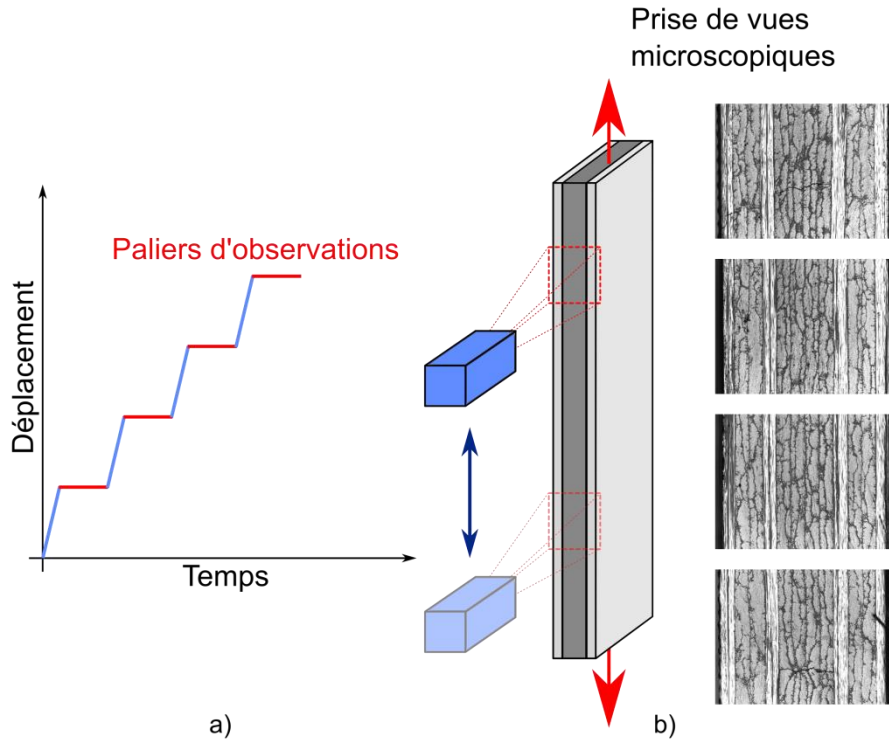 Prise de vues
microscopiques
Paliers d'observations
Déplacement
Temps
a)
b)